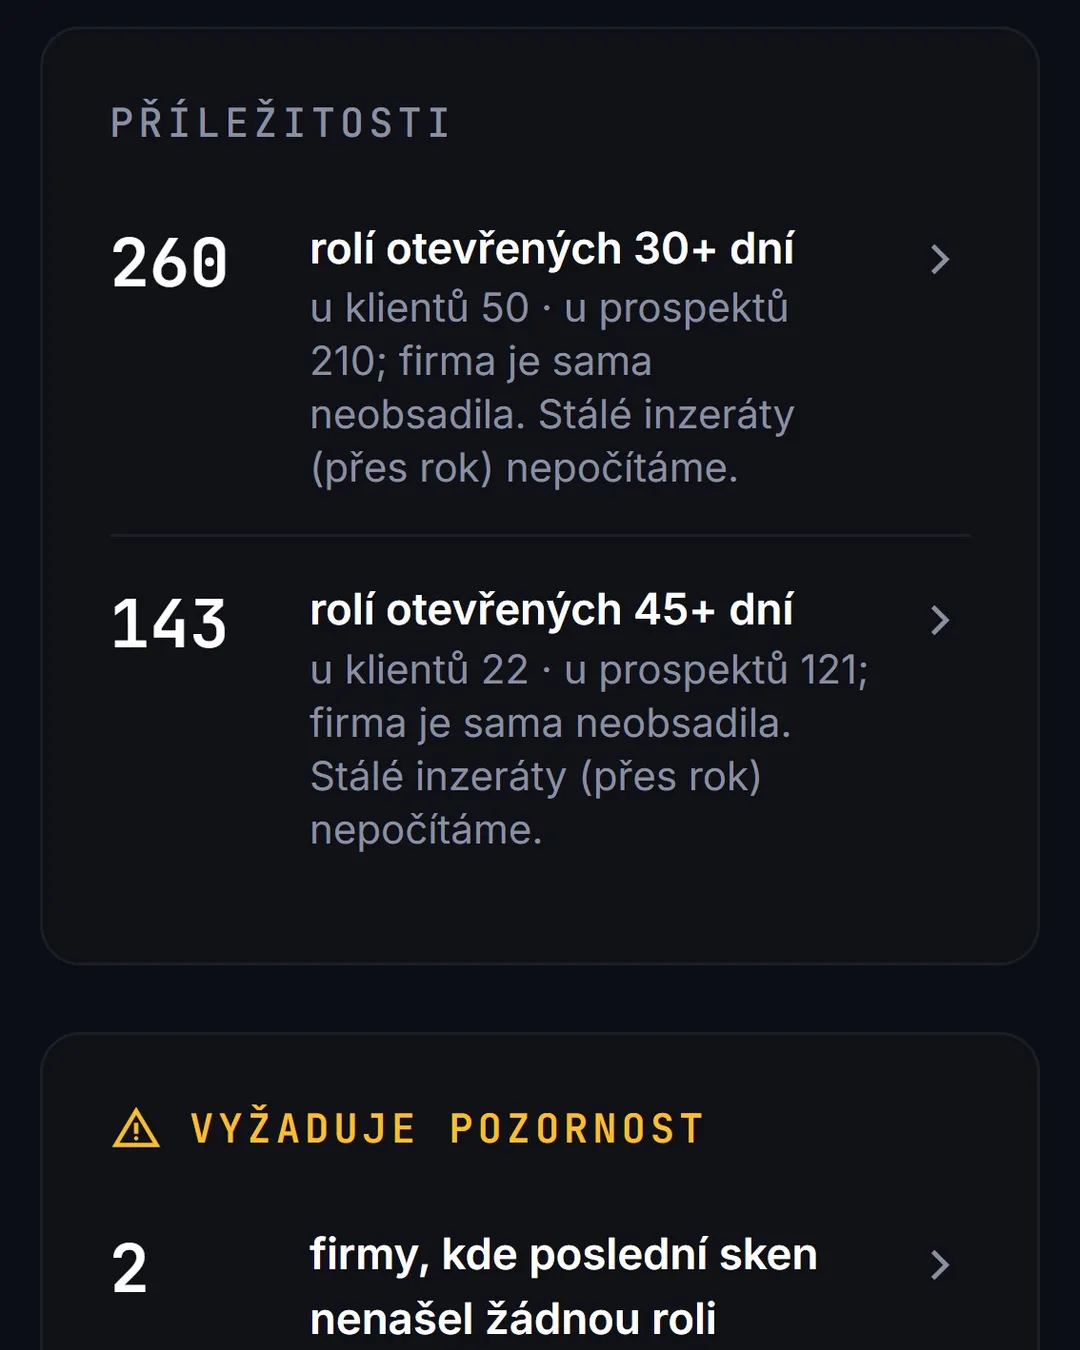 PŘÍLEŽITOSTI
260
rolí otevřených 30+ dní
u klientů 50 · u prospektů
210; firma je sama
neobsadila. Stálé inzeráty
(přes rok) nepočítáme.
143
rolí otevřených 45+ dní
u klientů 22 · u prospektů 121;
firma je sama neobsadila.
Stálé inzeráty (přes rok)
nepočítáme.
VYŽADUJE POZORNOST
2
firmy, kde poslední sken
nenašel žádnou roli